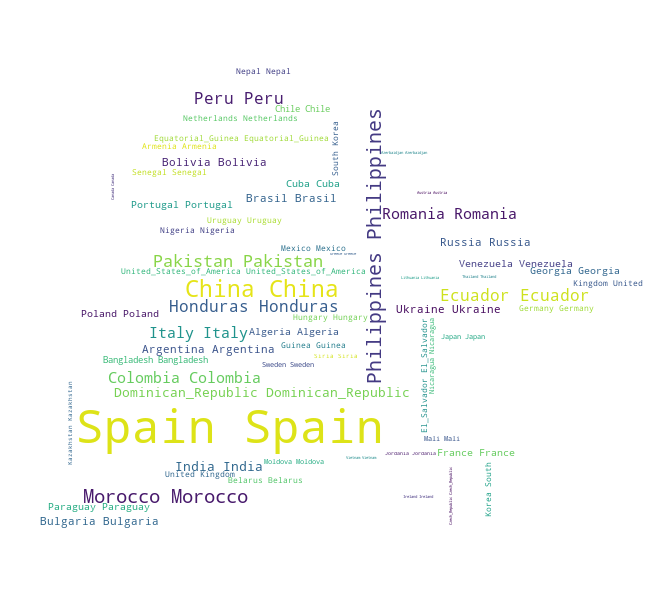 Nepal Nepal
Peru Peru
Chile Chile
Netherlands Netherlands
Philippines Philippines
South Korea
Equatorial_Guinea Equatorial_Guinea
Armenia Armenia
Azerbaijan Azerbaijan
Bolivia Bolivia
Senegal Senegal
Canada Canada
Cuba Cuba
Austria Austria
Brasil Brasil
Portugal Portugal
Romania Romania
Uruguay Uruguay
Nigeria Nigeria
Russia Russia
Mexico Mexico
Greece Greece
Pakistan Pakistan
Venezuela Venezuela
United_States_of_America United_States_of_America
Georgia Georgia
Lithuania Lithuania
Thailand Thailand
Kingdom United
China China
Ecuador Ecuador
Honduras Honduras
Ukraine Ukraine
Germany Germany
Poland Poland
Hungary Hungary
Italy Italy
Algeria Algeria
El_Salvador El_Salvador
Nicaragua Nicaragua
Japan Japan
Argentina Argentina
Guinea Guinea
Siria Siria
Bangladesh Bangladesh
Sweden Sweden
Colombia Colombia
Dominican_Republic Dominican_Republic
Kazakhstan Kazakhstan
Spain Spain
Mali Mali
Jordania Jordania
France France
Moldova Moldova
India India
United Kingdom
Belarus Belarus
Czech_Republic Czech_Republic
Korea South
Morocco Morocco
Ireland Ireland
Paraguay Paraguay
Bulgaria Bulgaria